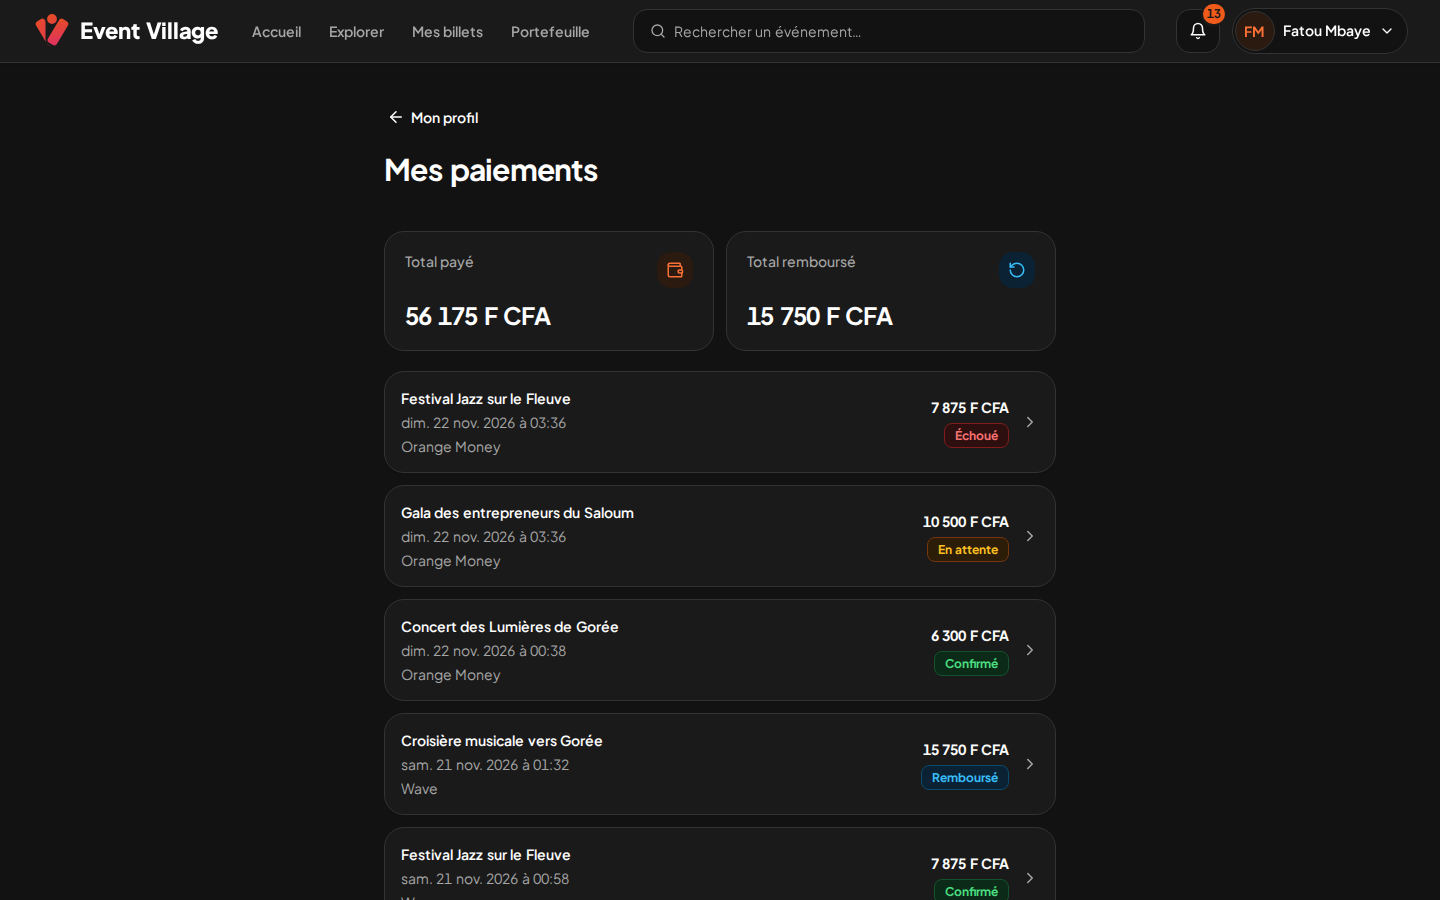 Event Village
Accueil
Explorer
Mes billets
Portefeuille
Rechercher un événement...
13
FM
Fatou Mbaye
Mon profil
Mes paiements
Total payé
56 175 F CFA
Total remboursé
15 750 F CFA
Festival Jazz sur le Fleuve
dim. 22 nov. 2026 à 03:36
Orange Money
7 875 F CFA
Échoué
Gala des entrepreneurs du Saloum
dim. 22 nov. 2026 à 03:36
Orange Money
10 500 F CFA
En attente
Concert des Lumières de Gorée
dim. 22 nov. 2026 à 00:38
Orange Money
6 300 F CFA
Confirmé
Croisière musicale vers Gorée
sam. 21 nov. 2026 à 01:32
Wave
15 750 F CFA
Remboursé
Festival Jazz sur le Fleuve
sam. 21 nov. 2026 à 00:58
7 875 F CFA
Confirmé